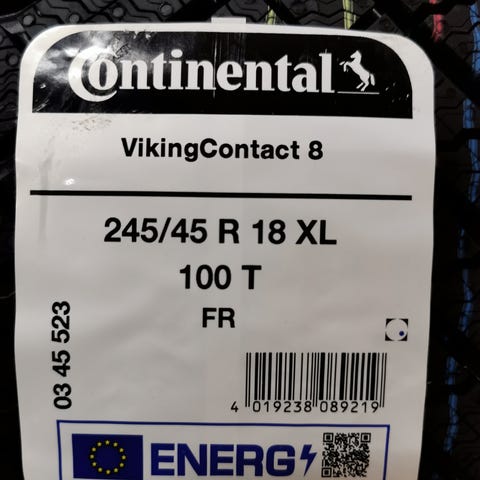 Continental
VikingContact 8
245/45 R 18 XL
100 T
FR
03 45 523
4 019238 089219
ENERG